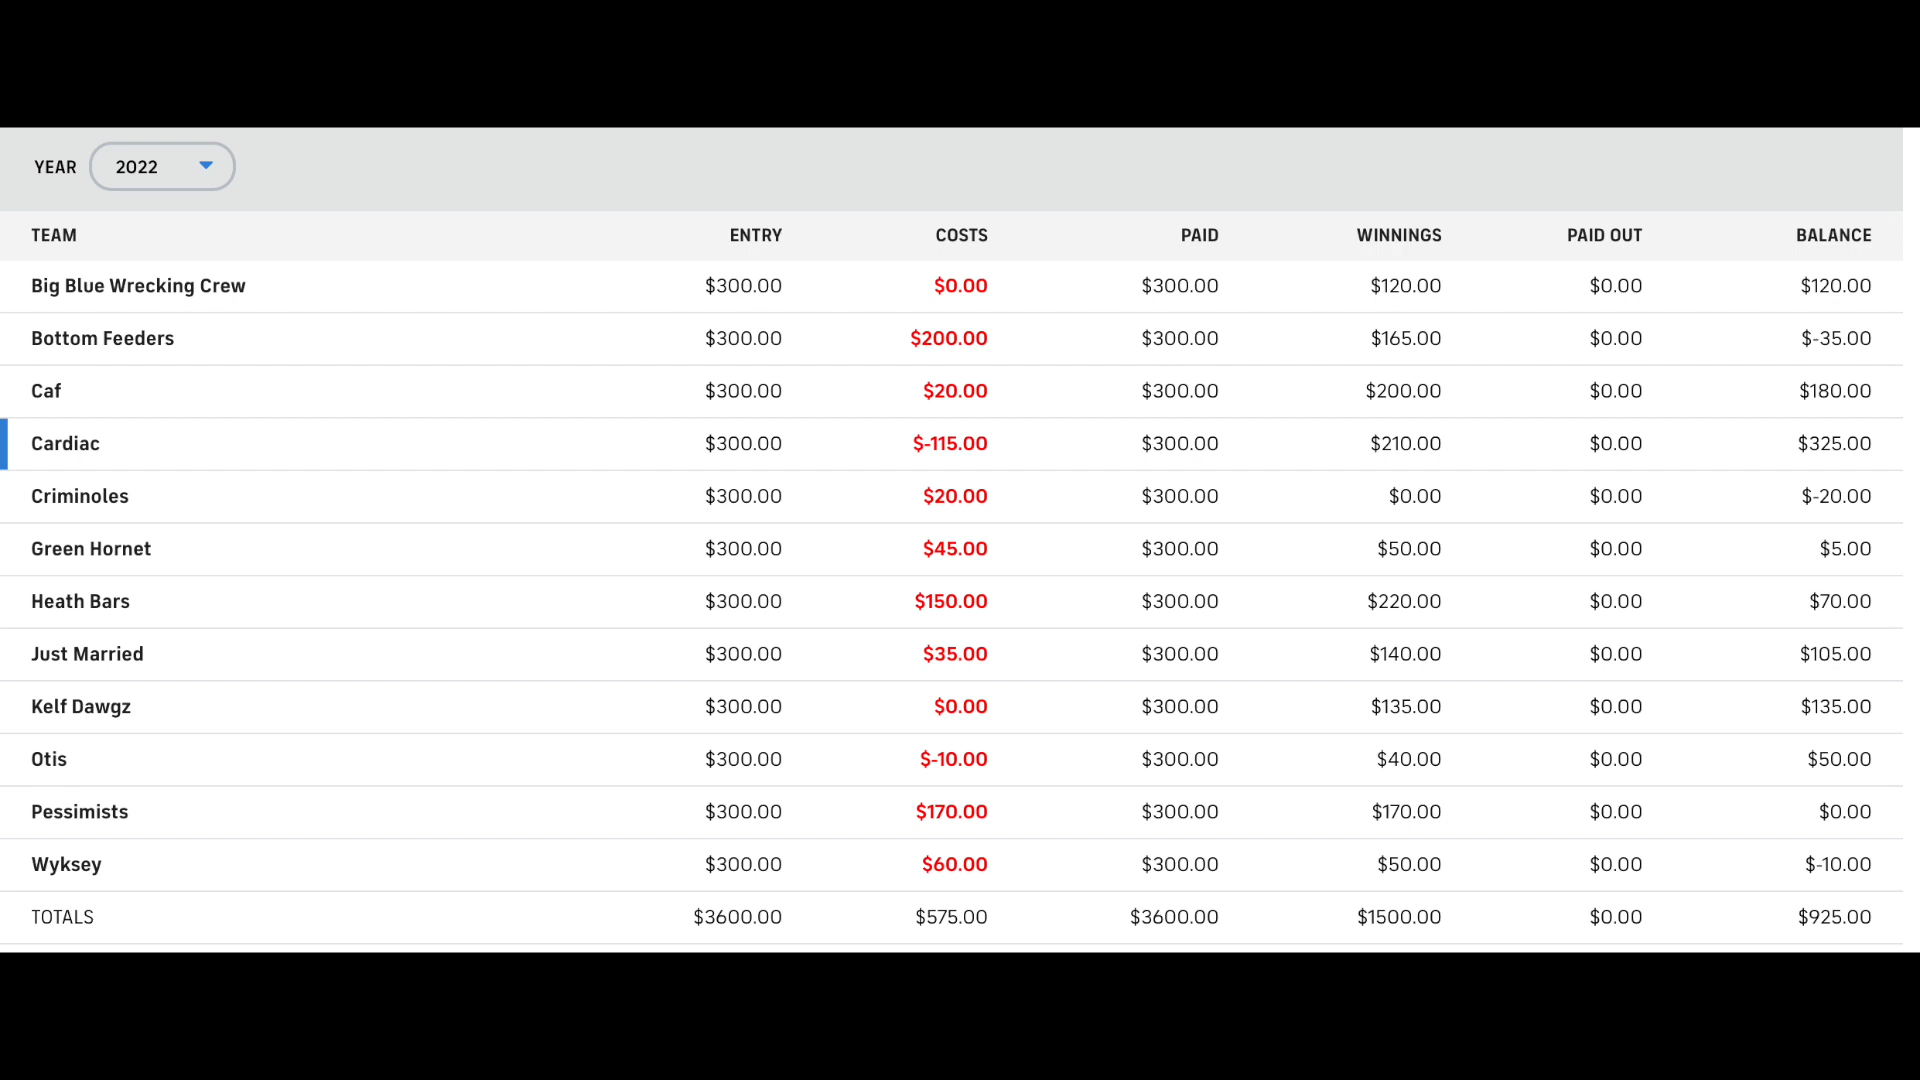 YEAR 2022
TEAM ENTRY COSTS PAID WINNINGS PAID OUT BALANCE
Big Blue Wrecking Crew $300.00 $0.00 $300.00 $120.00 $0.00 $120.00
Bottom Feeders $300.00 $200.00 $300.00 $165.00 $0.00 $-35.00
Caf $300.00 $20.00 $300.00 $200.00 $0.00 $180.00
Cardiac $300.00 $-115.00 $300.00 $210.00 $0.00 $325.00
Criminoles $300.00 $20.00 $300.00 $0.00 $0.00 $-20.00
Green Hornet $300.00 $45.00 $300.00 $50.00 $0.00 $5.00
Heath Bars $300.00 $150.00 $300.00 $220.00 $0.00 $70.00
Just Married $300.00 $35.00 $300.00 $140.00 $0.00 $105.00
Kelf Dawgz $300.00 $0.00 $300.00 $135.00 $0.00 $135.00
Otis $300.00 $-10.00 $300.00 $40.00 $0.00 $50.00
Pessimists $300.00 $170.00 $300.00 $170.00 $0.00 $0.00
Wyksey $300.00 $60.00 $300.00 $50.00 $0.00 $-10.00
TOTALS $3600.00 $575.00 $3600.00 $1500.00 $0.00 $925.00